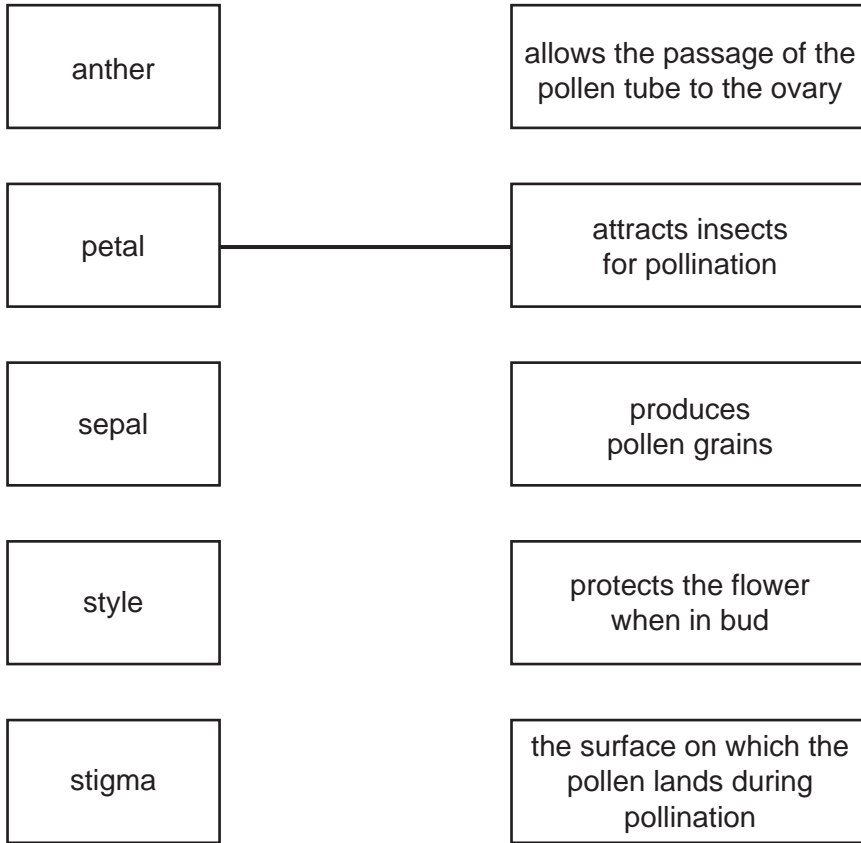 anther
allows the passage of the
pollen tube to the ovary
petal
attracts insects
for pollination
sepal
produces
pollen grains
style
protects the flower
when in bud
stigma
the surface on which the
pollen lands during
pollination